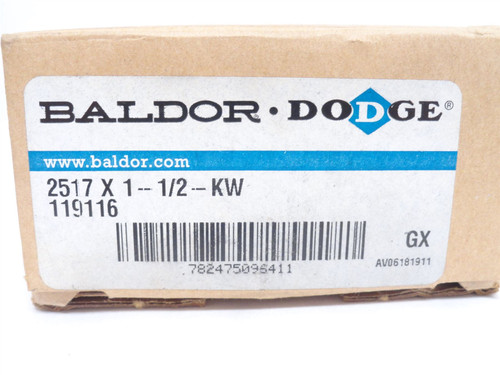 BALDOR · DODGE®
www.baldor.com
2517 X 1 -- 1/2 -- KW
119116
782475096411
GX
AV06181911